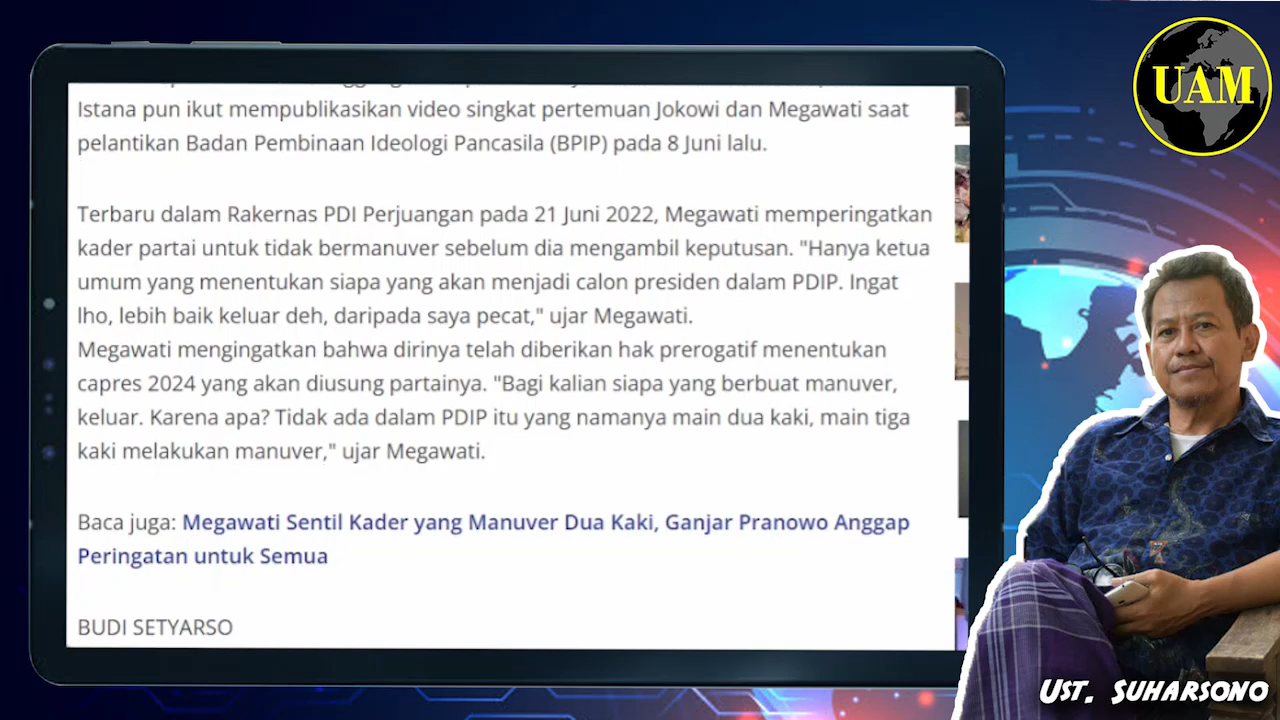 Istana pun ikut mempublikasikan video singkat pertemuan Jokowi dan Megawati saat
pelantikan Badan Pembinaan Ideologi Pancasila (BPIP) pada 8 Juni lalu.
Terbaru dalam Rakernas PDI Perjuangan pada 21 Juni 2022, Megawati memperingatkan
kader partai untuk tidak bermanuver sebelum dia mengambil keputusan. "Hanya ketua
umum yang menentukan siapa yang akan menjadi calon presiden dalam PDIP. Ingat
lho, lebih baik keluar deh, daripada saya pecat," ujar Megawati.
Megawati mengingatkan bahwa dirinya telah diberikan hak prerogatif menentukan
capres 2024 yang akan diusung partainya. "Bagi kalian siapa yang berbuat manuver,
keluar. Karena apa? Tidak ada dalam PDIP itu yang namanya main dua kaki, main tiga
kaki melakukan manuver," ujar Megawati.
Baca juga: Megawati Sentil Kader yang Manuver Dua Kaki, Ganjar Pranowo Anggap
Peringatan untuk Semua
BUDI SETYARSO
UAM
UST. SUHARSONO